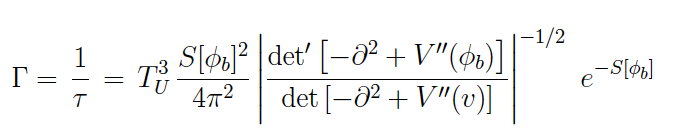 Γ = 1/τ = T_U^3 S[ϕ_b]^2/4π^2 |det′ [−∂^2 + V″(ϕ_b)]/det [−∂^2 + V″(v)]|^{−1/2} e^{−S[ϕ_b]}